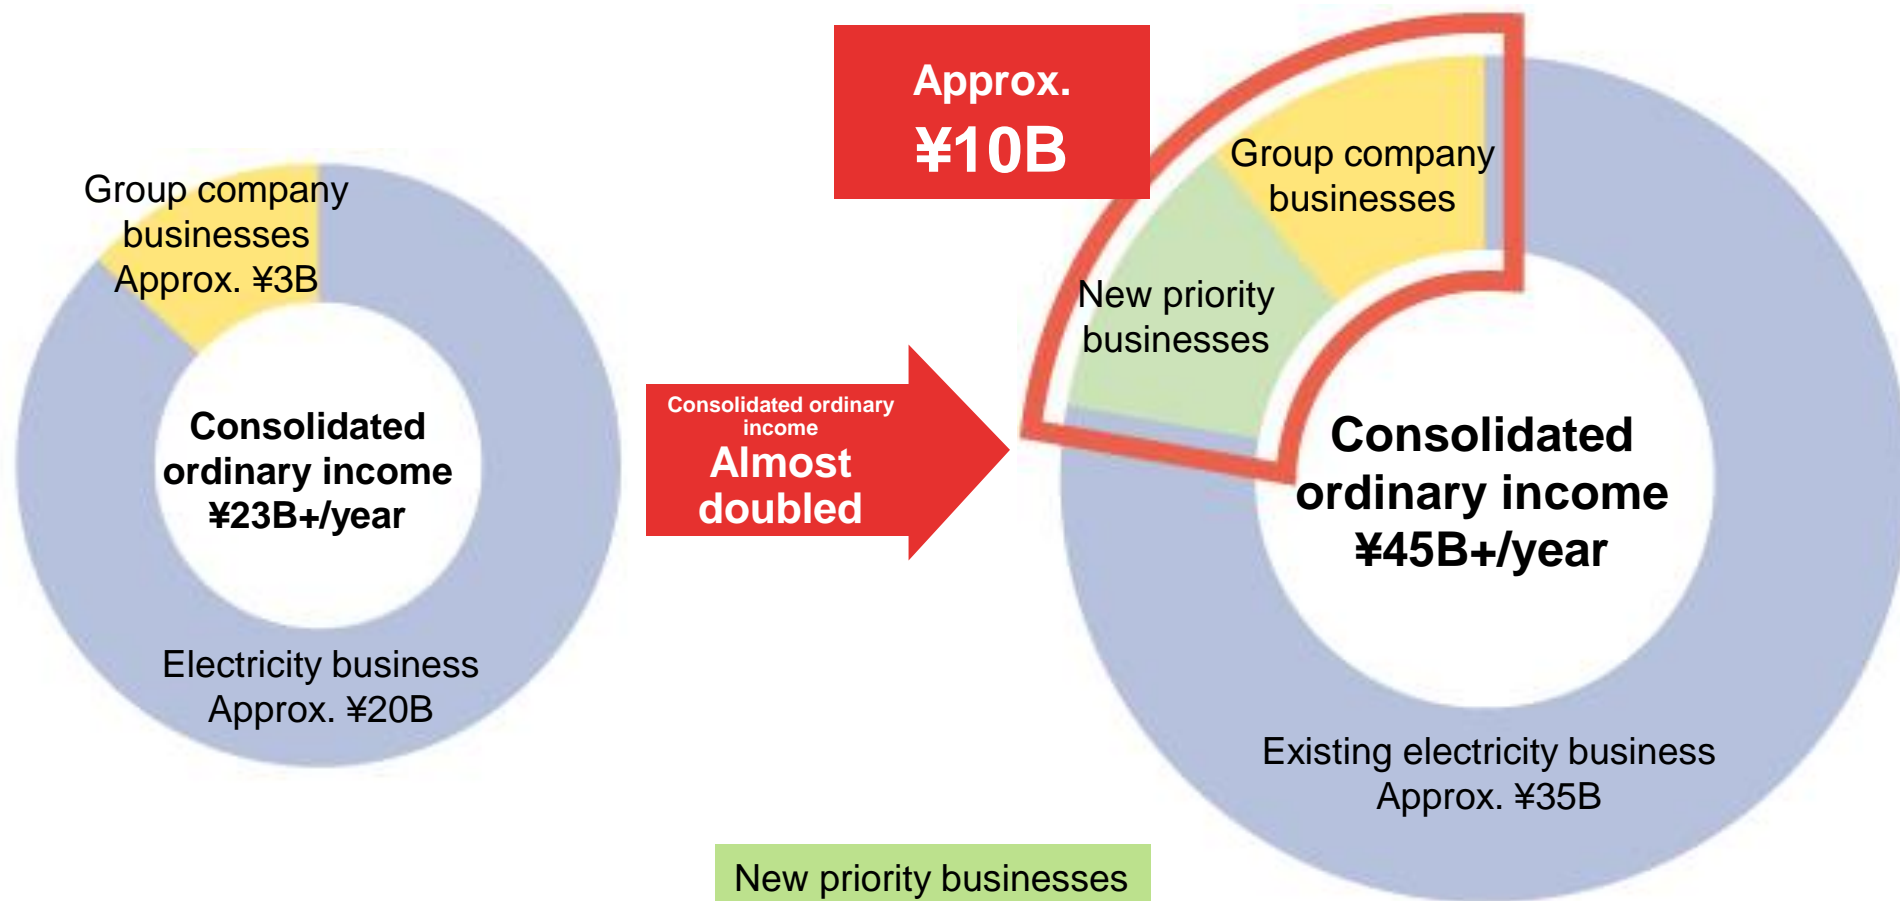 Group company
businesses
Approx. ¥3B
Consolidated
ordinary income
¥23B+/year
Electricity business
Approx. ¥20B
Consolidated ordinary
income
Almost
doubled
Approx.
¥10B
Group company
businesses
New priority
businesses
Consolidated
ordinary income
¥45B+/year
Existing electricity business
Approx. ¥35B
New priority businesses